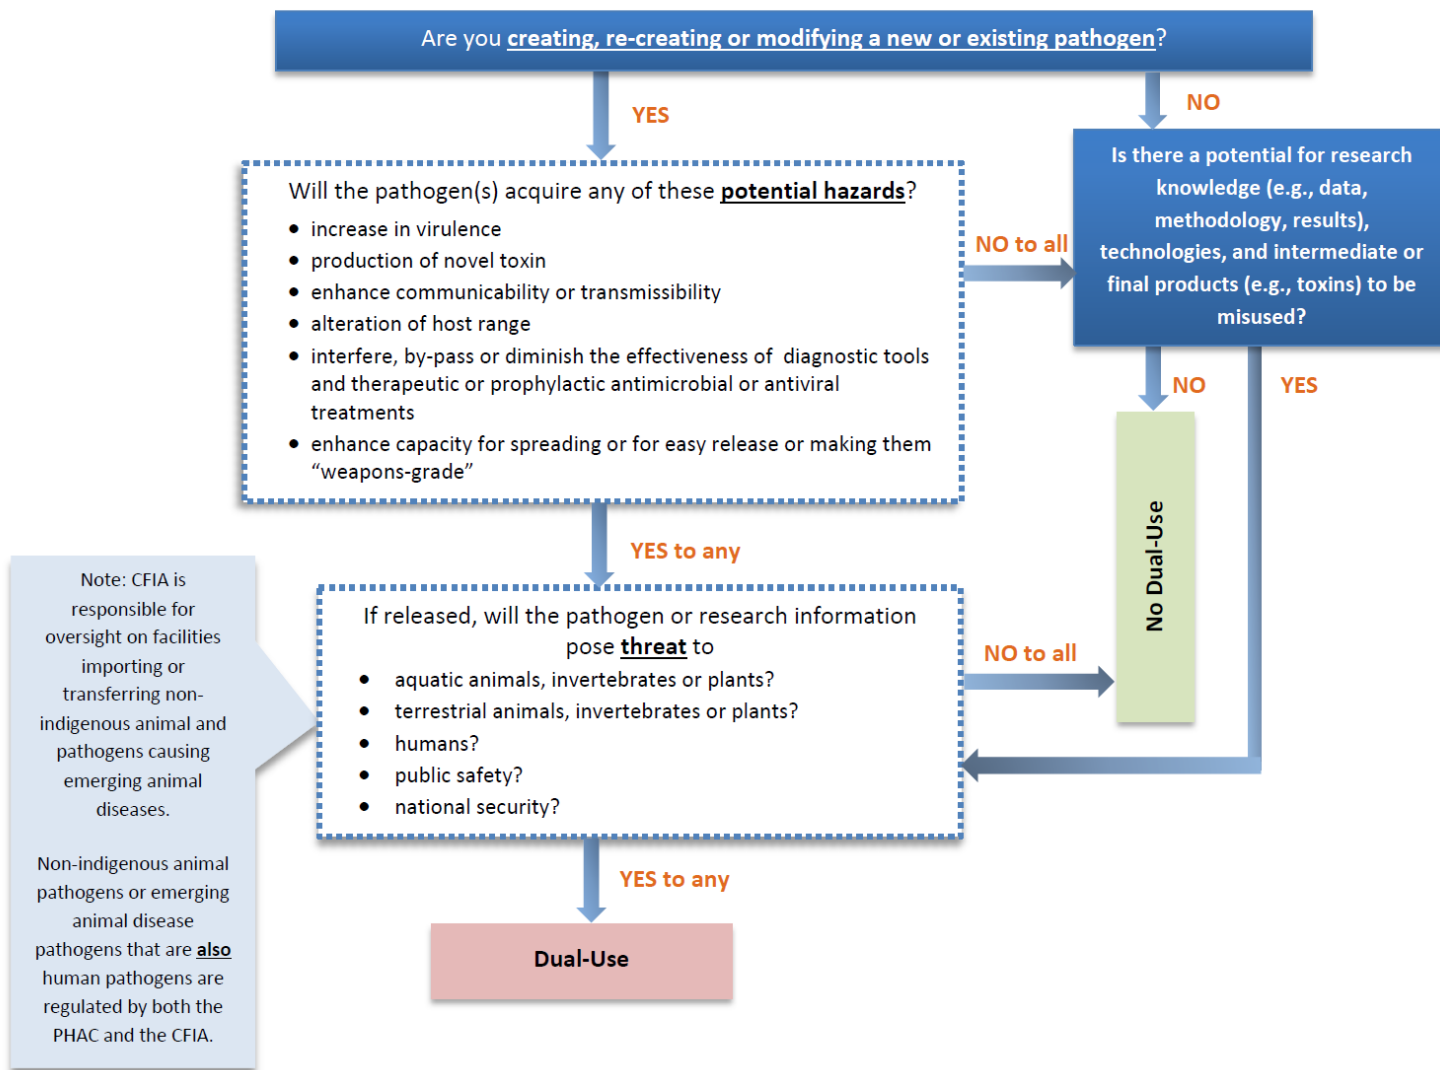 Are you creating, re-creating or modifying a new or existing pathogen?
YES
NO
Will the pathogen(s) acquire any of these potential hazards?
• increase in virulence
• production of novel toxin
• enhance communicability or transmissibility
• alteration of host range
• interfere, by-pass or diminish the effectiveness of diagnostic tools
and therapeutic or prophylactic antimicrobial or antiviral
treatments
• enhance capacity for spreading or for easy release or making them
“weapons-grade”
NO to all
Is there a potential for research
knowledge (e.g., data,
methodology, results),
technologies, and intermediate or
final products (e.g., toxins) to be
misused?
NO
YES
YES to any
No Dual-Use
Note: CFIA is
responsible for
oversight on facilities
importing or
transferring non-
indigenous animal and
pathogens causing
emerging animal
diseases.
Non-indigenous animal
pathogens or emerging
animal disease
pathogens that are also
human pathogens are
regulated by both the
PHAC and the CFIA.
If released, will the pathogen or research information
pose threat to
• aquatic animals, invertebrates or plants?
• terrestrial animals, invertebrates or plants?
• humans?
• public safety?
• national security?
NO to all
YES to any
Dual-Use